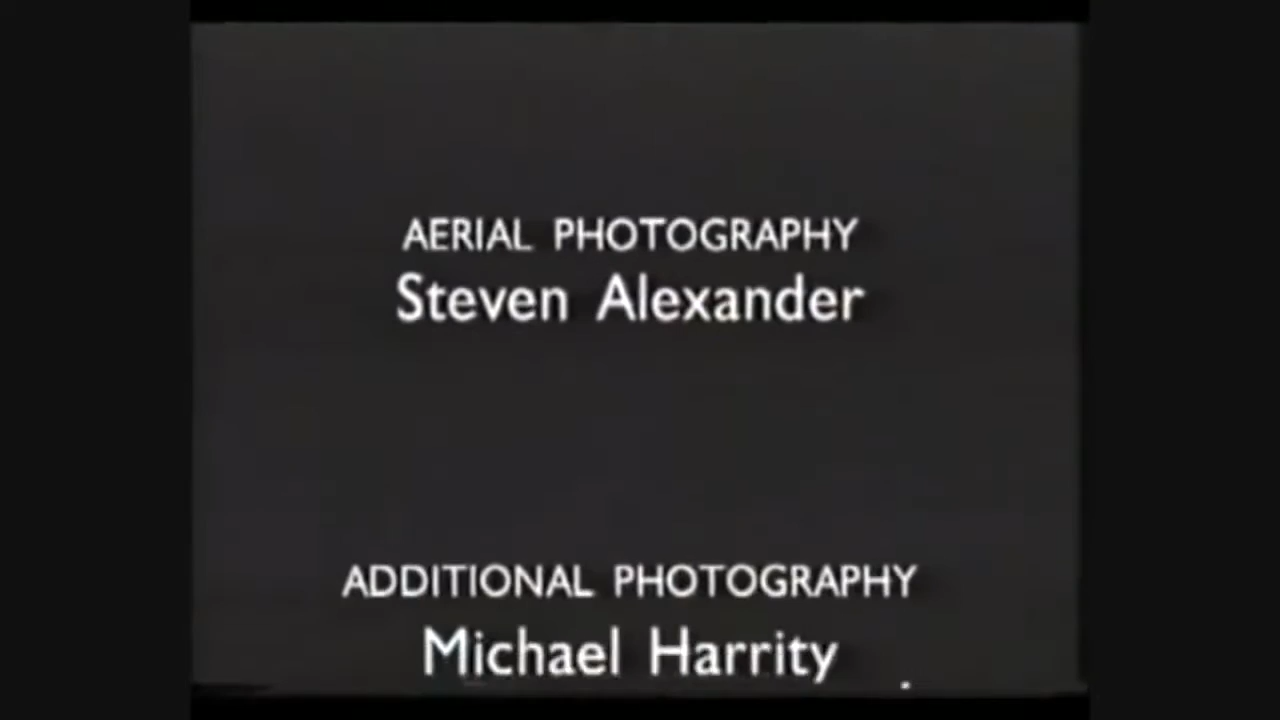 AERIAL PHOTOGRAPHY
Steven Alexander
ADDITIONAL PHOTOGRAPHY
Michael Harrity